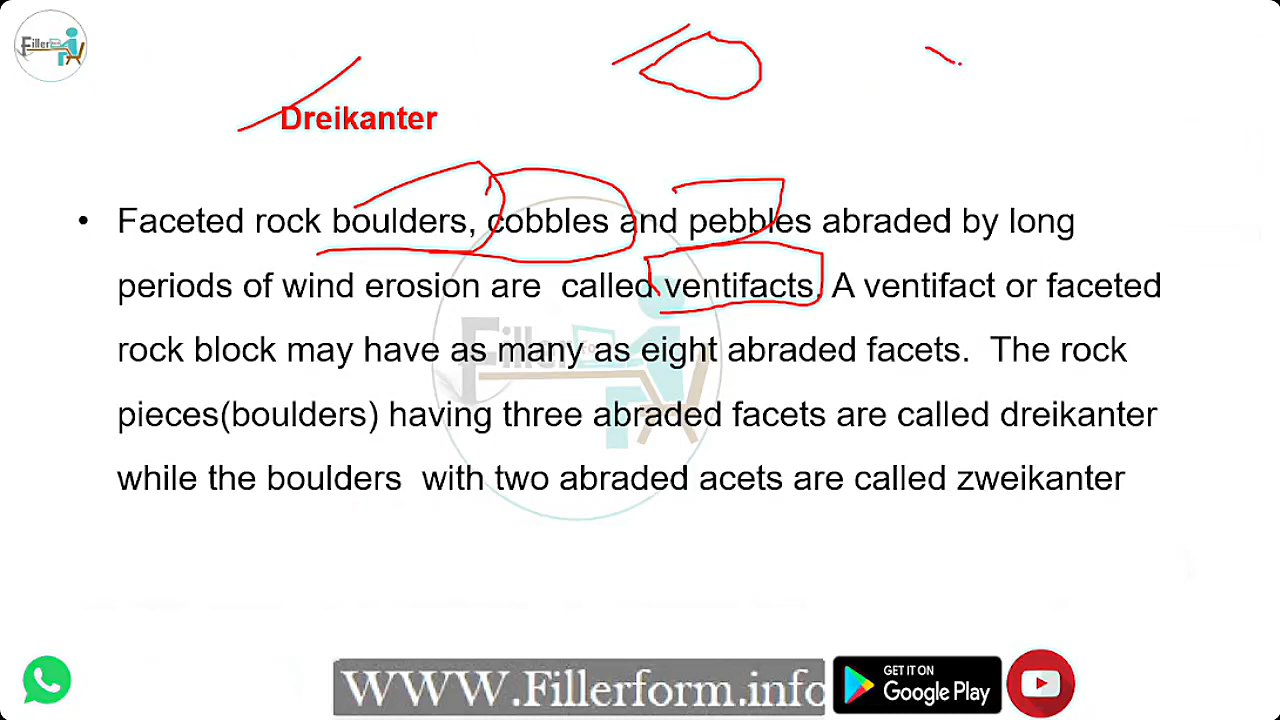 Filler
Dreikanter
• Faceted rock boulders, cobbles and pebbles abraded by long
periods of wind erosion are called ventifacts. A ventifact or faceted
rock block may have as many as eight abraded facets. The rock
pieces(boulders) having three abraded facets are called dreikanter
while the boulders with two abraded acets are called zweikanter
WWW.Fillerform.info
GET IT ON
Google Play